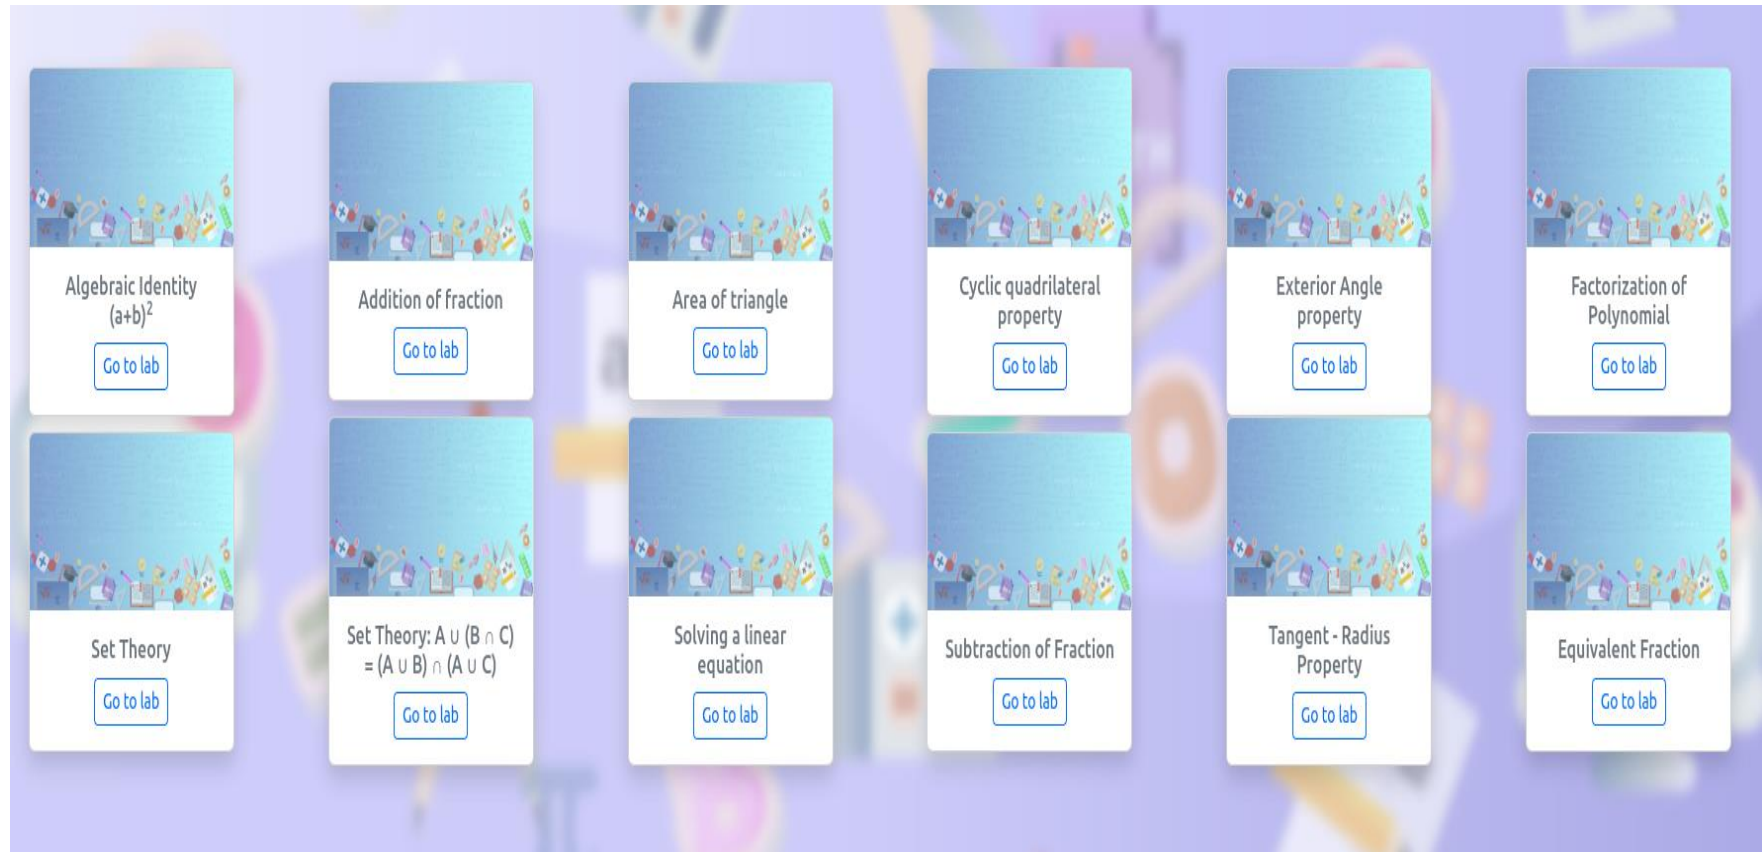 Algebraic Identity
(a+b)²
Go to lab
Addition of fraction
Go to lab
Area of triangle
Go to lab
Cyclic quadrilateral
property
Go to lab
Exterior Angle
property
Go to lab
Factorization of
Polynomial
Go to lab
Set Theory
Go to lab
Set Theory: A ∪ (B ∩ C)
= (A ∪ B) ∩ (A ∪ C)
Go to lab
Solving a linear
equation
Go to lab
Subtraction of Fraction
Go to lab
Tangent - Radius
Property
Go to lab
Equivalent Fraction
Go to lab